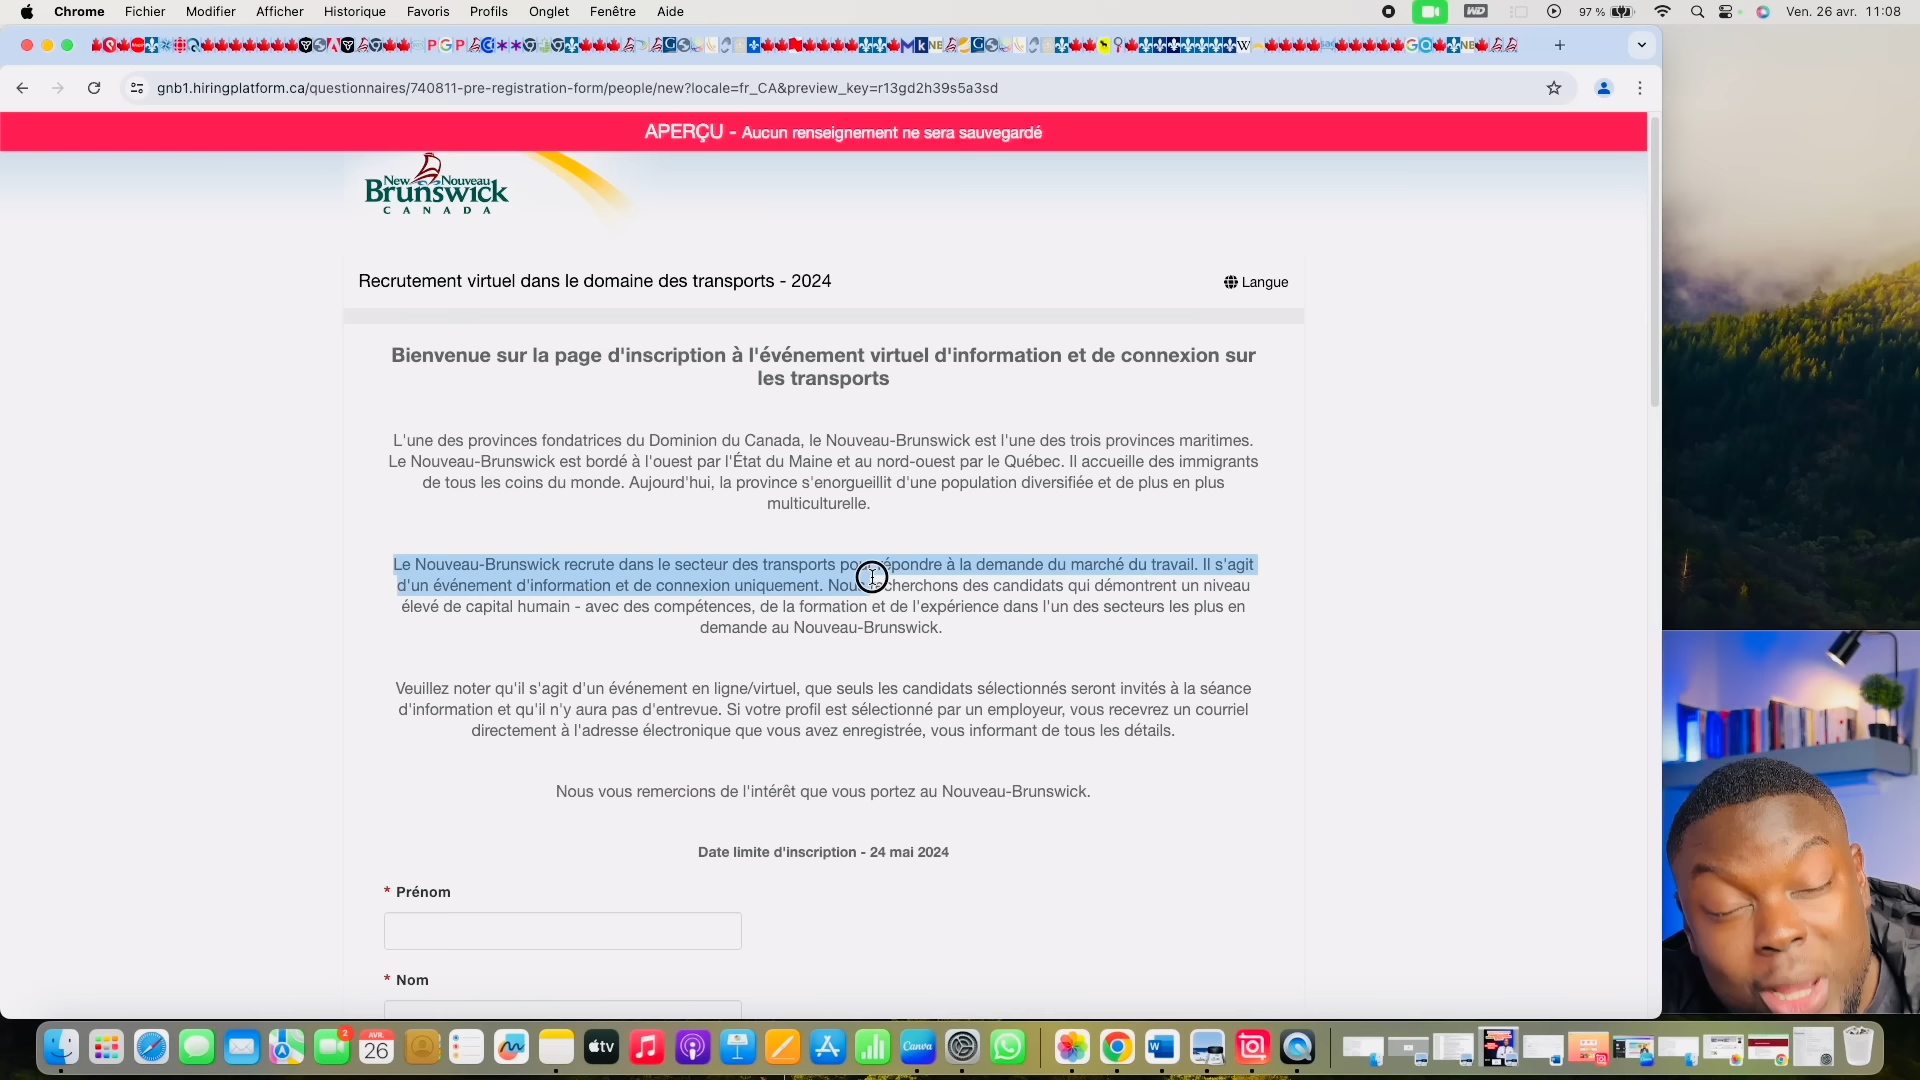 Chrome Fichier Modifier Afficher Historique Favoris Profils Onglet Fenêtre Aide 97 % Ven. 26 avr. 11:08
gnb1.hiringplatform.ca/questionnaires/740811-pre-registration-form/people/new?locale=fr_CA&preview_key=r13gd2h39s5a3sd
APERÇU - Aucun renseignement ne sera sauvegardé
New Nouveau
Brunswick
CANADA
Recrutement virtuel dans le domaine des transports - 2024
Langue
Bienvenue sur la page d'inscription à l'événement virtuel d'information et de connexion sur
les transports
L'une des provinces fondatrices du Dominion du Canada, le Nouveau-Brunswick est l'une des trois provinces maritimes.
Le Nouveau-Brunswick est bordé à l'ouest par l'État du Maine et au nord-ouest par le Québec. Il accueille des immigrants
de tous les coins du monde. Aujourd'hui, la province s'enorgueillit d'une population diversifiée et de plus en plus
multiculturelle.
Le Nouveau-Brunswick recrute dans le secteur des transports pour répondre à la demande du marché du travail. Il s'agit
d'un événement d'information et de connexion uniquement. Nous recherchons des candidats qui démontrent un niveau
élevé de capital humain - avec des compétences, de la formation et de l'expérience dans l'un des secteurs les plus en
demande au Nouveau-Brunswick.
Veuillez noter qu'il s'agit d'un événement en ligne/virtuel, que seuls les candidats sélectionnés seront invités à la séance
d'information et qu'il n'y aura pas d'entrevue. Si votre profil est sélectionné par un employeur, vous recevrez un courriel
directement à l'adresse électronique que vous avez enregistrée, vous informant de tous les détails.
Nous vous remercions de l'intérêt que vous portez au Nouveau-Brunswick.
Date limite d'inscription - 24 mai 2024
* Prénom
* Nom
2
AVR.
26
tv
Canva
W